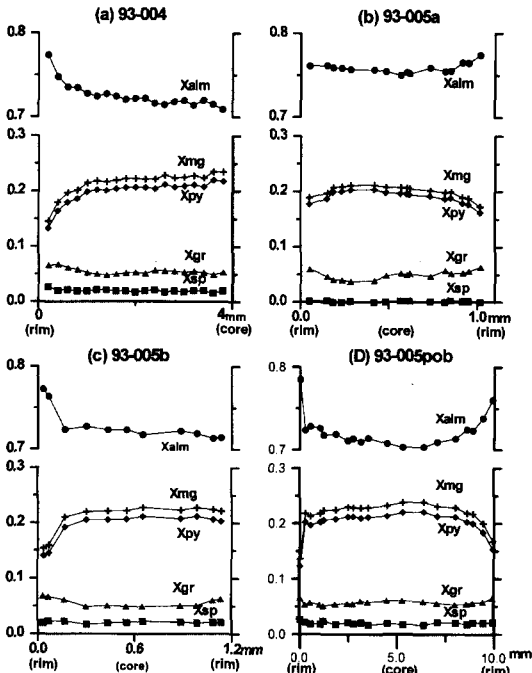 (a) 93-004
(b) 93-005a
0.8
0.8
Xalm
Xalm
0.7
0.7
0.3
0.3
Xmg
Xmg
0.2
0.2
Xpy
Xpy
0.1
0.1
Xgr
Xgr
Xsp
Xsp
0.0
0.0
0
4mm
0.0
1.0mm
(rim)
(core)
(rim)
(core)
(rim)
(c) 93-005b
(D) 93-005pob
0.8
0.8
Xalm
0.7
Xalm
0.7
0.3
0.3
Xmg
Xmg
0.2
0.2
Xpy
Xpy
0.1
0.1
Xgr
Xgr
Xsp
Xsp
0.0
0.0
0.0
1.2mm
0.0
5.0
10.0
mm
(rim)
(core)
(rim)
(rim)
(core)
(rim)